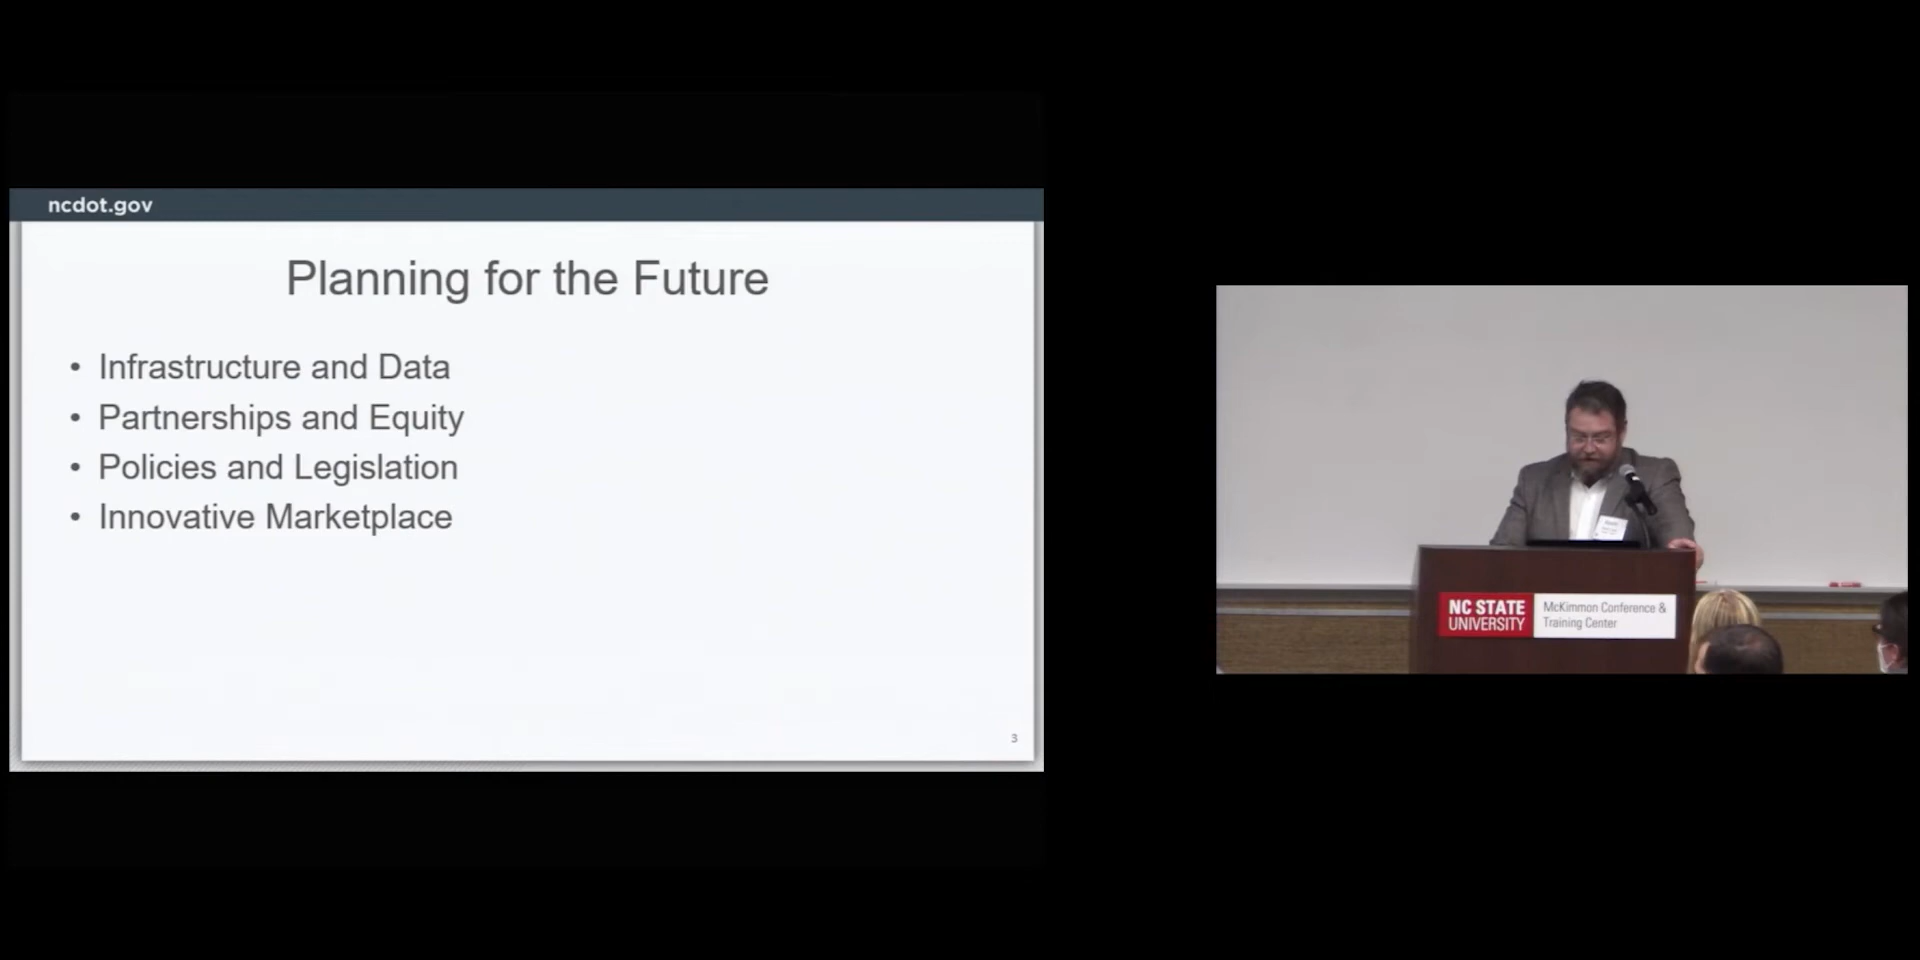 ncdot.gov
Planning for the Future
• Infrastructure and Data
• Partnerships and Equity
• Policies and Legislation
• Innovative Marketplace
3
NC STATE
UNIVERSITY
McKimmon Conference &
Training Center